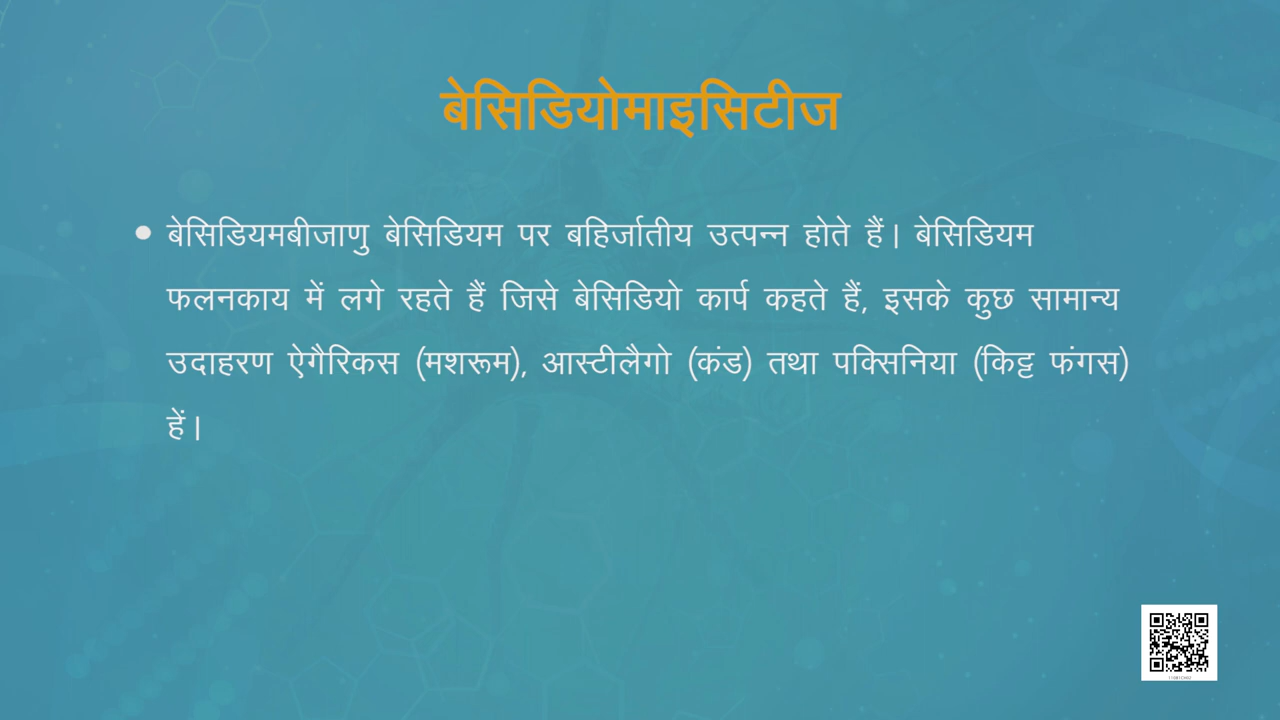 बेसिडियोमाइसिटीज
• बेसिडियमबीजाणु बेसिडियम पर बहिर्जातीय उत्पन्न होते हैं। बेसिडियम
फलनकाय में लगे रहते हैं जिसे बेसिडियो कार्प कहते हैं, इसके कुछ सामान्य
उदाहरण ऐगैरिकस (मशरूम), आस्टीलैगो (कंड) तथा पक्सिनिया (किट्ट फंगस)
हें।